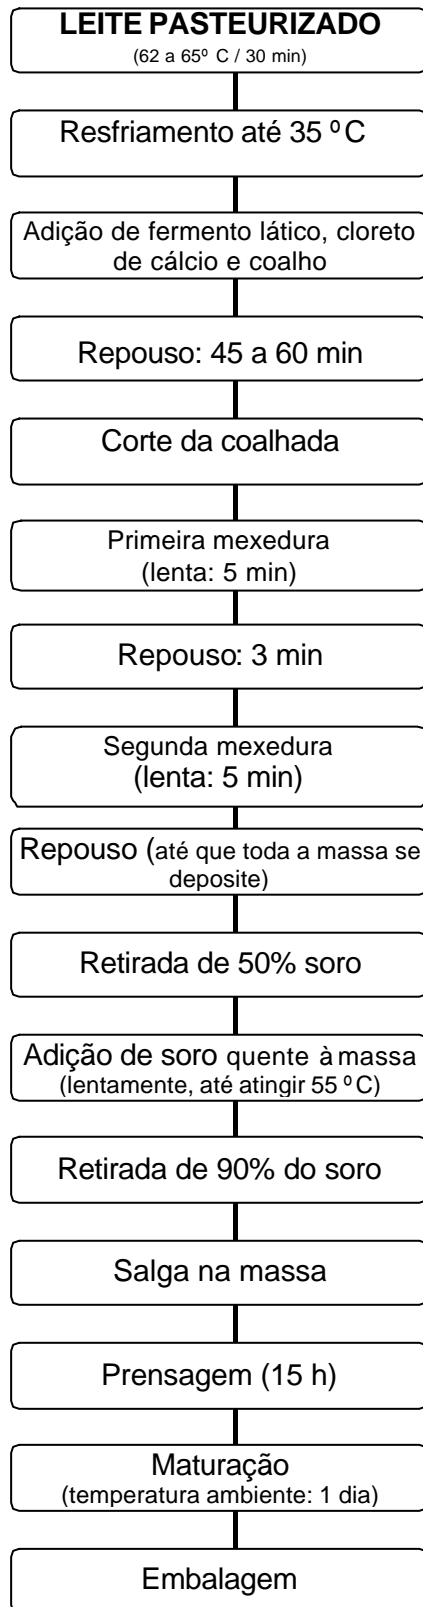 LEITE PASTEURIZADO
(62 a 65º C / 30 min)
Resfriamento até 35 ºC
Adição de fermento lático, cloreto
de cálcio e coalho
Repouso: 45 a 60 min
Corte da coalhada
Primeira mexedura
(lenta: 5 min)
Repouso: 3 min
Segunda mexedura
(lenta: 5 min)
Repouso (até que toda a massa se
deposite)
Retirada de 50% soro
Adição de soro quente à massa
(lentamente, até atingir 55 ºC)
Retirada de 90% do soro
Salga na massa
Prensagem (15 h)
Maturação
(temperatura ambiente: 1 dia)
Embalagem